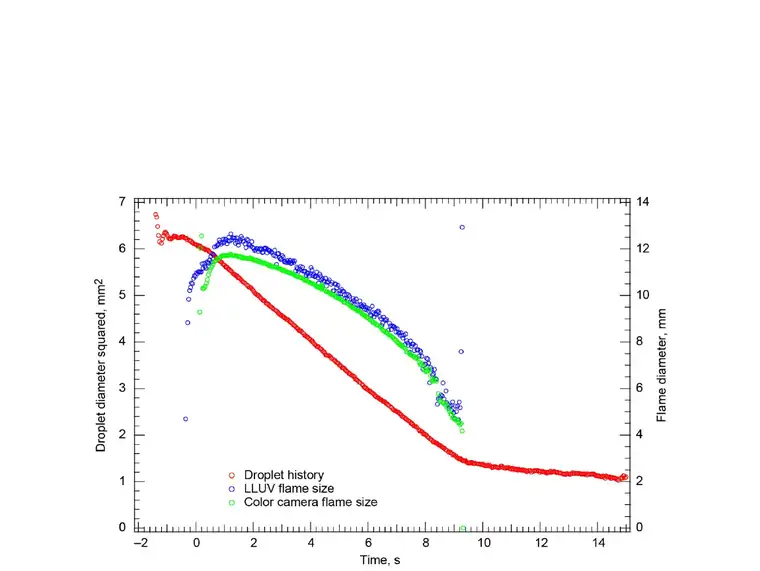 7
6
5
4
3
2
1
0
Droplet diameter squared, mm2
14
12
10
8
6
4
2
0
Flame diameter, mm
Droplet history
LLUV flame size
Color camera flame size
–2 0 2 4 6 8 10 12 14
Time, s